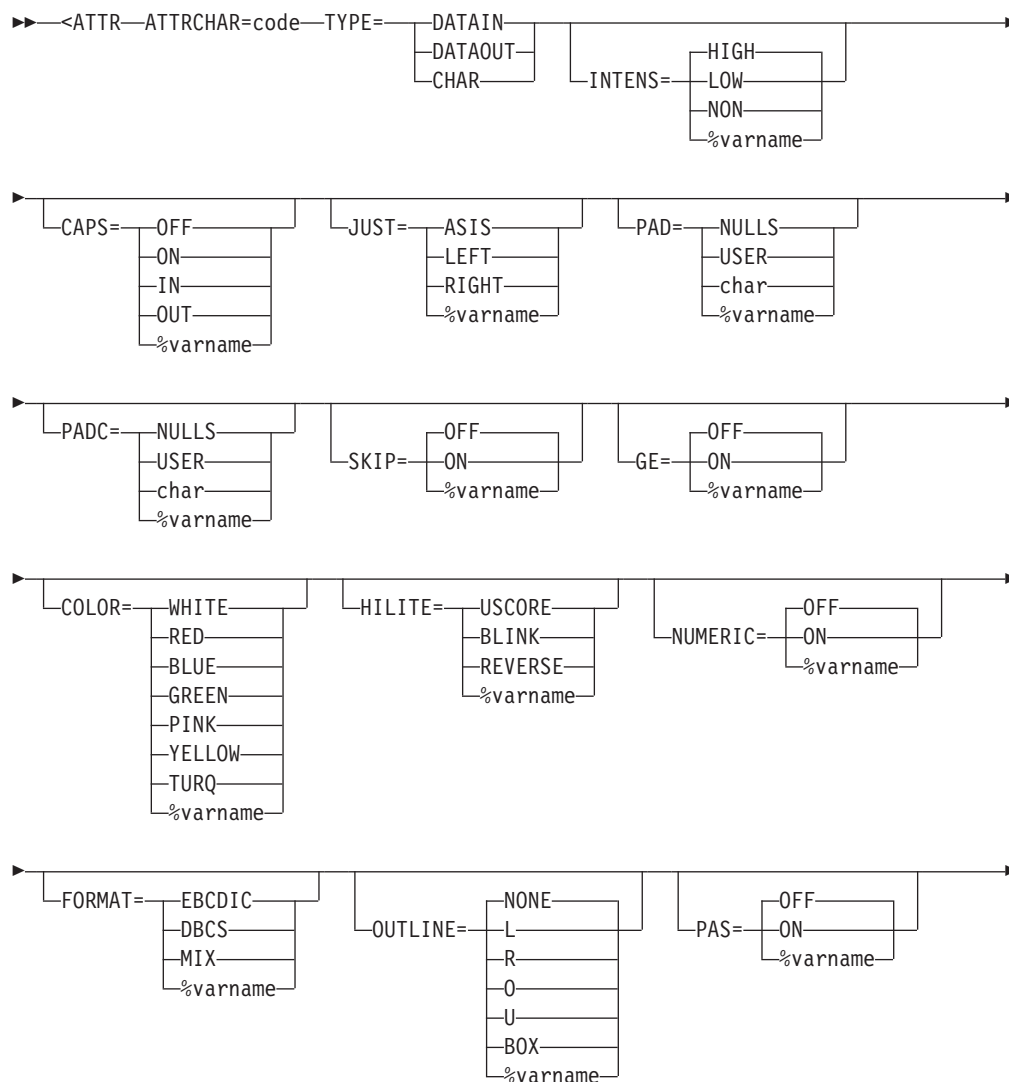 <ATTR ATTRCHAR=code TYPE= DATAIN
DATAOUT
CHAR
INTENS= HIGH
LOW
NON
%varname
CAPS= OFF
ON
IN
OUT
%varname
JUST= ASIS
LEFT
RIGHT
%varname
PAD= NULLS
USER
char
%varname
PADC= NULLS
USER
char
%varname
SKIP= OFF
ON
%varname
GE= OFF
ON
%varname
COLOR= WHITE
RED
BLUE
GREEN
PINK
YELLOW
TURQ
%varname
HILITE= USCORE
BLINK
REVERSE
%varname
NUMERIC= OFF
ON
%varname
FORMAT= EBCDIC
DBCS
MIX
%varname
OUTLINE= NONE
L
R
O
U
BOX
%varname
PAS= OFF
ON
%varname